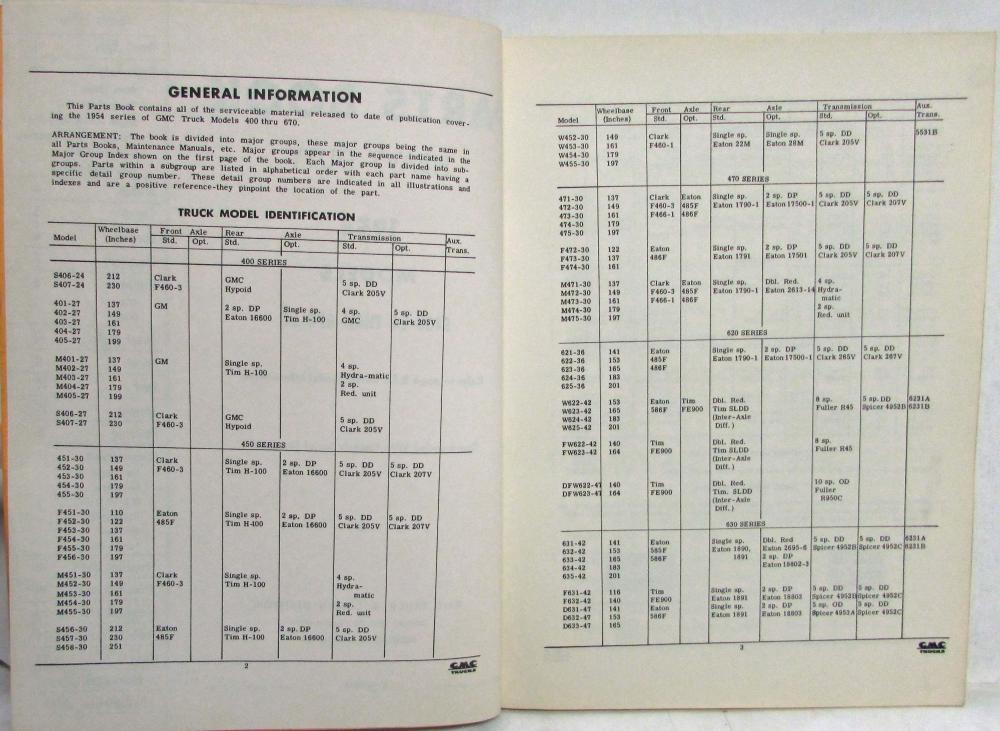 GENERAL INFORMATION
This Parts Book contains all of the serviceable material released to date of publication cover-
ing the 1954 series of GMC Truck Models 400 thru 670.
ARRANGEMENT: The book is divided into major groups, these major groups being the same in
all Parts Books, Maintenance Manuals, etc. Major groups appear in the sequence indicated in the
Major Group Index shown on the first page of the book. Each Major group is divided into sub-
groups. Parts within a subgroup are listed in alphabetical order with each part name having a
specific detail group number. These detail group numbers are indicated in all illustrations and
indexes and are a positive reference-they pinpoint the location of the part.
TRUCK MODEL IDENTIFICATION
Model Wheelbase (Inches) Front Axle Std. Opt. Rear Std. Axle Opt. Transmission Std. Opt. Aux. Trans.
400 SERIES
S406-24 212 Clark GMC 5 sp. DD
S407-24 230 F460-3 Hypoid Clark 205V
401-27 137 GM 2 sp. DP Single sp. 4 sp. 5 sp. DD
402-27 149 Eaton 16600 Tim H-100 GMC Clark 205V
403-27 161
404-27 179
405-27 199
M401-27 137 GM Single sp. 4 sp.
M402-27 149 Tim H-100 Hydra-matic
M403-27 161 2 sp.
M404-27 179 Red. unit
M405-27 199
S406-27 212 Clark GMC 5 sp. DD
S407-27 230 F460-3 Hypoid Clark 205V
450 SERIES
451-30 137 Clark Single sp. 2 sp. DP 5 sp. DD 5 sp. DD
452-30 149 F460-3 Tim H-100 Eaton 16600 Clark 205V Clark 207V
453-30 161
454-30 179
455-30 197
F451-30 110 Eaton Single sp. 2 sp. DP 5 sp. DD 5 sp. DD
F452-30 122 485F Tim H-100 Eaton 16600 Clark 205V Clark 207V
F453-30 137
F454-30 161
F455-30 179
F456-30 197
M451-30 137 Clark Single sp. 4 sp.
M452-30 149 F460-3 Tim H-100 Hydra-
M453-30 161 matic
M454-30 179 2 sp.
M455-30 197 Red. unit
S456-30 212 Eaton Single sp. 2 sp. DP 5 sp. DD
S457-30 230 485F Tim H-100 Eaton 16600 Clark 205V
S458-30 251
2
GMC
TRUCKS
Model Wheelbase (Inches) Front Std. Axle Opt. Rear Std. Axle Opt. Transmission Std. Opt. Aux. Trans.
W452-30 149 Clark Single sp. Single sp. 5 sp. DD 5531B
W453-30 161 F460-1 Eaton 22M Eaton 28M Clark 205V
W454-30 179
W455-30 197
470 SERIES
471-30 137 Clark Eaton Single sp. 2 sp. DP 5 sp. DD 5 sp. DD
472-30 149 F460-3 485F Eaton 1790-1 Eaton 17500-1 Clark 205V Clark 207V
473-30 161 F466-1 486F
474-30 179
475-30 197
F472-30 122 Eaton Single sp. 2 sp. DP 5 sp. DD 5 sp. DD
F473-30 137 486F Eaton 1791 Eaton 17501 Clark 205V Clark 207V
F474-30 161
M471-30 137 Clark Eaton Single sp. Dbl. Red. 4 sp.
M472-30 149 F460-3 485F Eaton 1790-1 Eaton 2613-14 Hydra-
M473-30 161 F466-1 486F matic
M474-30 179 2 sp.
M475-30 197 Red. unit
620 SERIES
621-36 141 Eaton Single sp. 2 sp. DP 5 sp. DD 5 sp. DD
622-36 153 485F Eaton 1790-1 Eaton 17500-1 Clark 265V Clark 267V
623-36 165 486F
624-36 183
625-36 201
W622-42 153 Eaton Tim Dbl. Red. 8 sp. 5 sp. DD 6231A
W623-42 165 586F FE900 Tim SLDD Fuller R45 Spicer 4952B 6231B
W624-42 183 (Inter-Axle
W625-42 201 Diff.)
FW622-42 140 Tim Dbl. Red. 8 sp.
FW623-42 164 FE900 Tim SLDD Fuller R45
(Inter-Axle
Diff.)
DFW622-47 140 Tim Dbl. Red. 10 sp. OD
DFW623-47 164 FE900 Tim. SLDD Fuller
(Inter-Axle R950C
Diff.)
630 SERIES
631-42 141 Eaton Single sp. Dbl. Red 5 sp. DD 5 sp. DD 6231A
632-42 153 585F Eaton 1890, Eaton 2695-6 Spicer 4952B Spicer 4952C 6231B
633-42 165 586F 1891 2 sp. DP
634-42 183 Eaton 18802-3
635-42 201
F631-42 116 Tim Single sp. 2 sp. DP 5 sp. DD 5 sp. DD
F632-42 140 FE900 Eaton 1891 Eaton 18803 Spicer 4952B Spicer 4952C
D631-47 141 Eaton Single sp. 2 sp. DP 5 sp. OD 5 sp. DD
D632-47 153 586F Eaton 1891 Eaton 18803 Spicer 4953A Spicer 4952C
D633-47 165
3
GMC
TRUCKS